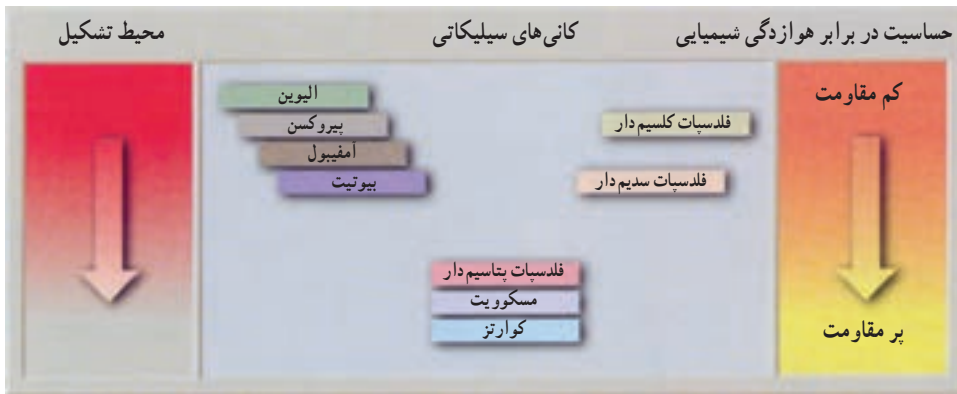 حساسیت در برابر هوازدگی شیمیایی
کانی‌های سیلیکاتی
محیط تشکیل
کم مقاومت
الیوین
پیروکسن
فلدسپات کلسیم‌دار
آمفیبول
بیوتیت
فلدسپات سدیم‌دار
فلدسپات پتاسیم‌دار
مسکوویت
کوارتز
پر مقاومت